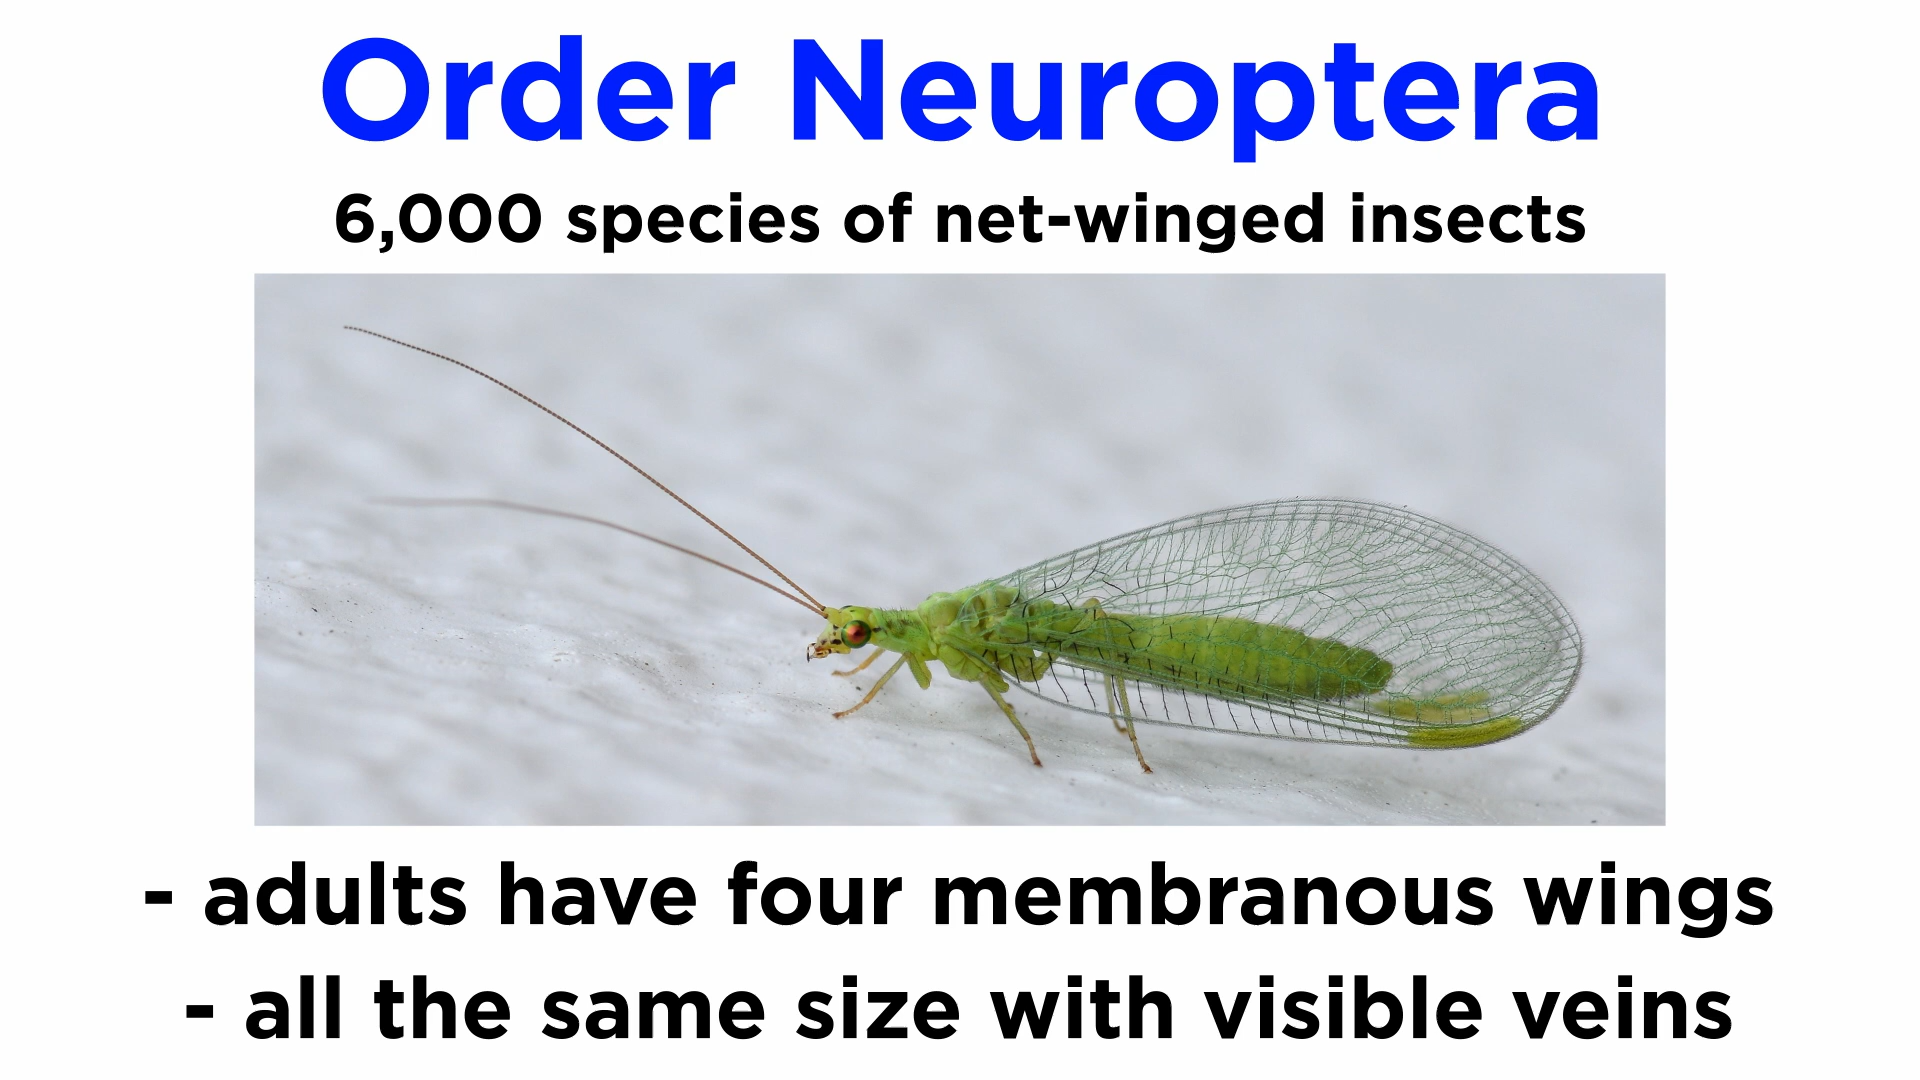 Order Neuroptera
6,000 species of net-winged insects
- adults have four membranous wings
- all the same size with visible veins